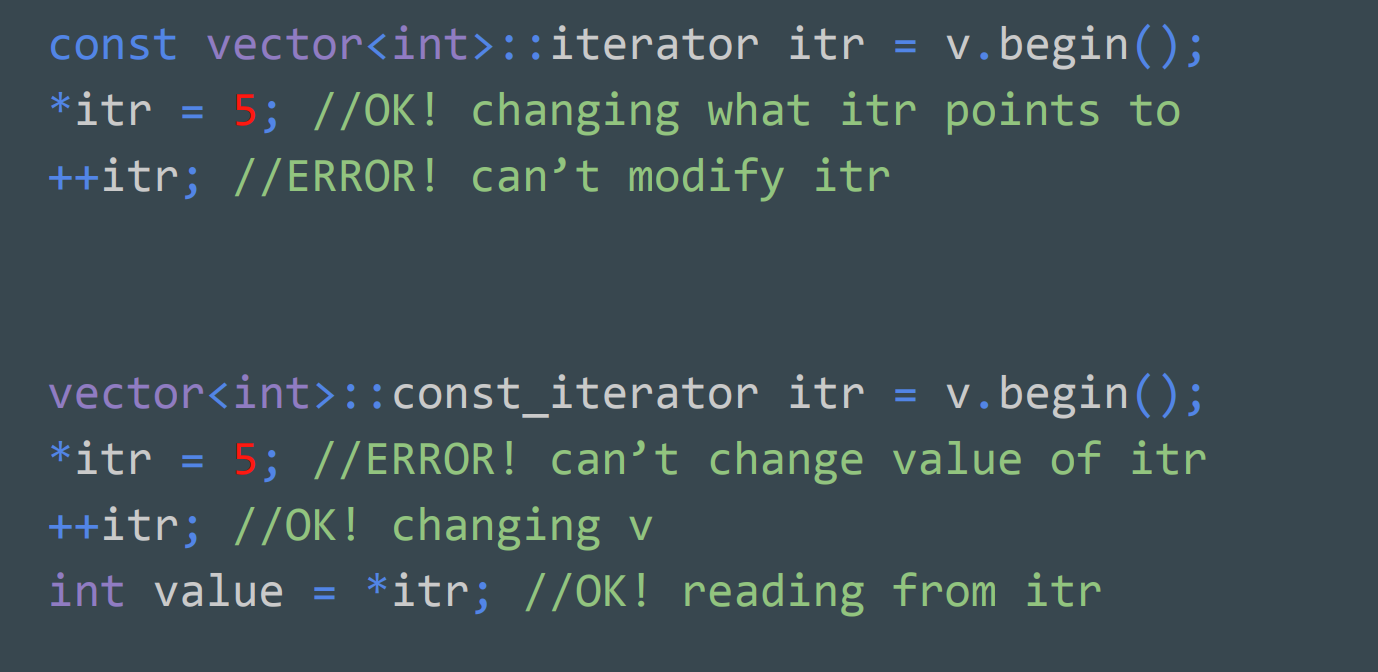 const vector<int>::iterator itr = v.begin();
*itr = 5; //OK! changing what itr points to
++itr; //ERROR! can’t modify itr
vector<int>::const_iterator itr = v.begin();
*itr = 5; //ERROR! can’t change value of itr
++itr; //OK! changing v
int value = *itr; //OK! reading from itr